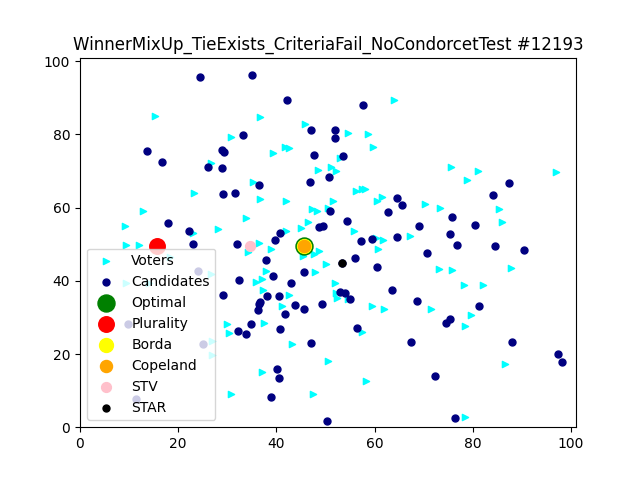 WinnerMixUp_TieExists_CriteriaFail_NoCondorcetTest #12193
100
80
60
40
20
0
Voters
Candidates
Optimal
Plurality
Borda
Copeland
STV
STAR
0 20 40 60 80 100